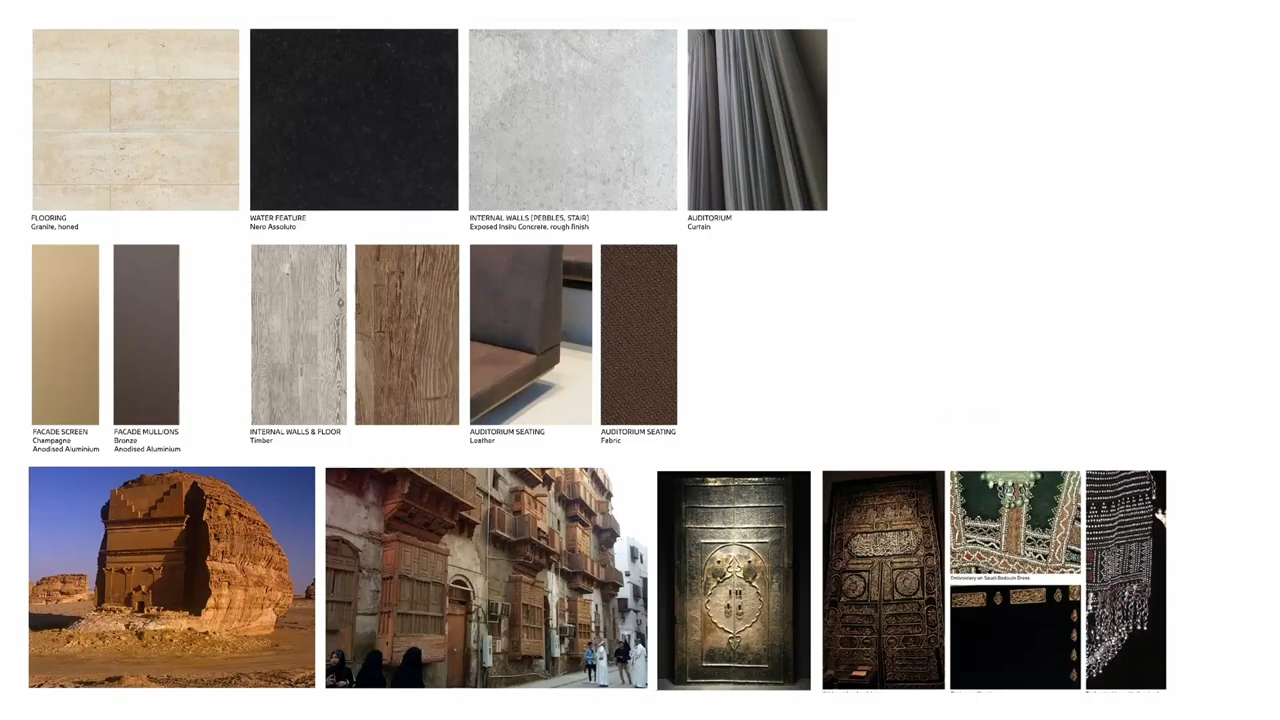 FLOORING
Granite, honed
WATER FEATURE
Nero Assoluto
INTERNAL WALLS [PEBBLES, STAIR]
Exposed Insitu Concrete, rough finish
AUDITORIUM
Currain
FACADE SCREEN
Champagne
Anodised Aluminium
FACADE MULLIONS
Bronze
Anodised Aluminium
INTERNAL WALLS & FLOOR
Timber
AUDITORIUM SEATING
Leather
AUDITORIUM SEATING
Fabric
Embroidery on Saudi Bedouin Dress